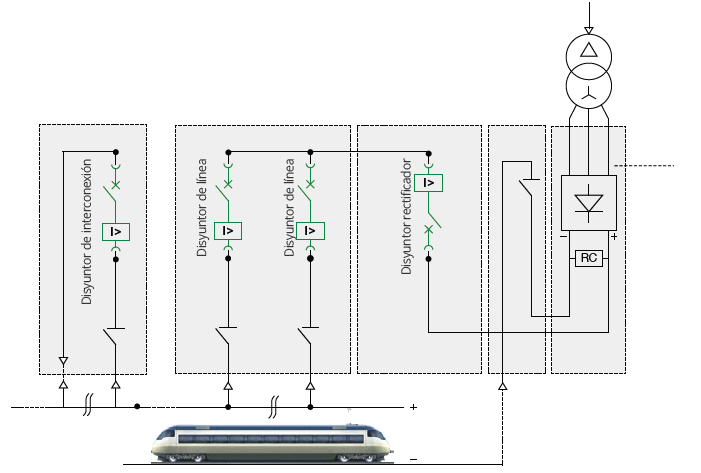 Disyuntor de interconexión
I>
Disyuntor de línea
I>
Disyuntor de línea
I>
Disyuntor rectificador
I>
− +
RC
+
−